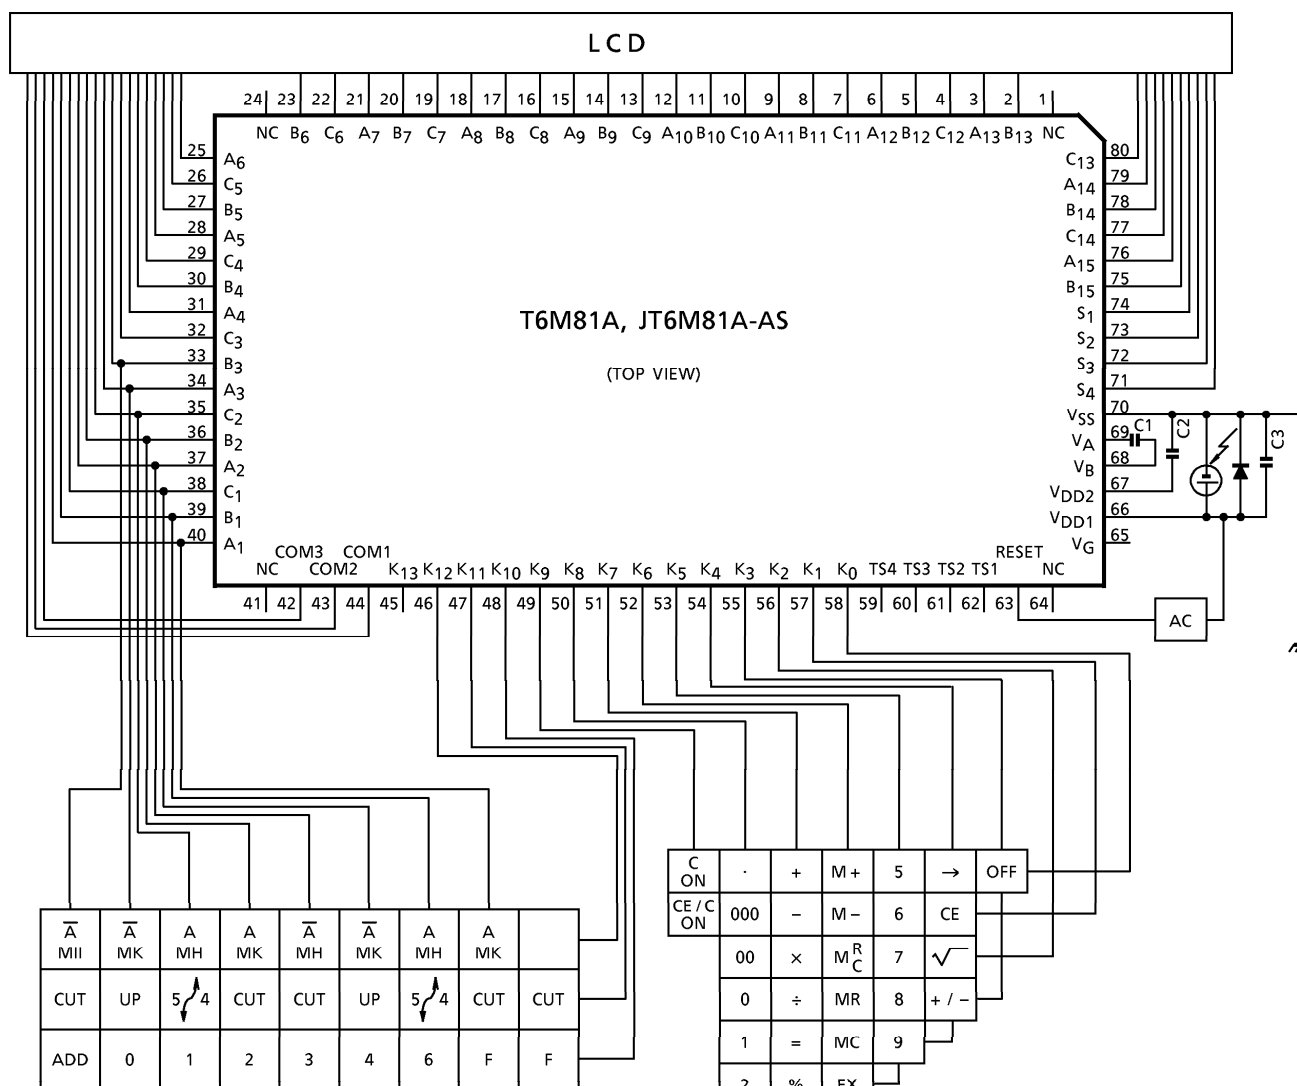 LCD
24 23 22 21 20 19 18 17 16 15 14 13 12 11 10 9 8 7 6 5 4 3 2 1
NC B6 C6 A7 B7 C7 A8 B8 C8 A9 B9 C9 A10 B10 C10 A11 B11 C11 A12 B12 C12 A13 B13 NC
25 A6 C13 80
26 C5 A14 79
27 B5 B14 78
28 A5 C14 77
29 C4 A15 76
30 B4 B15 75
31 A4 S1 74
T6M81A, JT6M81A-AS
32 C3 S2 73
33 B3 S3 72
(TOP VIEW)
34 A3 S4 71
35 C2 VSS 70
36 B2 VA 69 C1 C2 C3
37 A2 VB 68
38 C1 VDD2 67
39 B1 VDD1 66
40 A1 VG 65
COM3 COM1 RESET
NC COM2 K13 K12 K11 K10 K9 K8 K7 K6 K5 K4 K3 K2 K1 K0 TS4 TS3 TS2 TS1 NC
41 42 43 44 45 46 47 48 49 50 51 52 53 54 55 56 57 58 59 60 61 62 63 64
AC
C ON · + M+ 5 → OFF
CE/C ON 000 − M− 6 CE
00 × M R C 7 √
0 ÷ MR 8 +/−
1 = MC 9
2 % EX
A̅ MII A̅ MK A MH A MK A̅ MH A̅ MK A MH A MK
CUT UP 5 4 CUT CUT UP 5 4 CUT CUT
ADD 0 1 2 3 4 6 F F